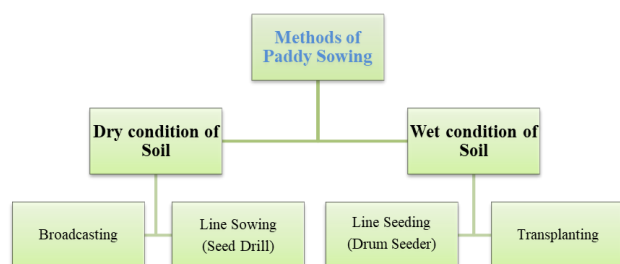 Methods of
Paddy Sowing
Dry condition of
Soil
Wet condition of
Soil
Broadcasting
Line Sowing
(Seed Drill)
Line Seeding
(Drum Seeder)
Transplanting